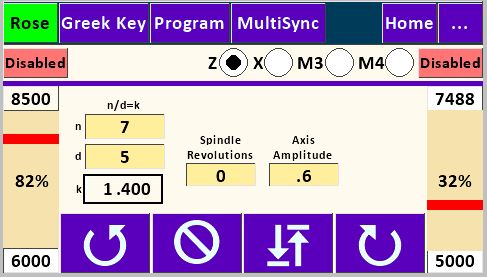 Rose Greek Key Program MultiSync Home ...
Disabled Z X M3 M4 Disabled
8500 n/d=k 7488
n 7
Spindle Axis
d 5 Revolutions Amplitude
82% k 1.400 0 .6 32%
6000 5000